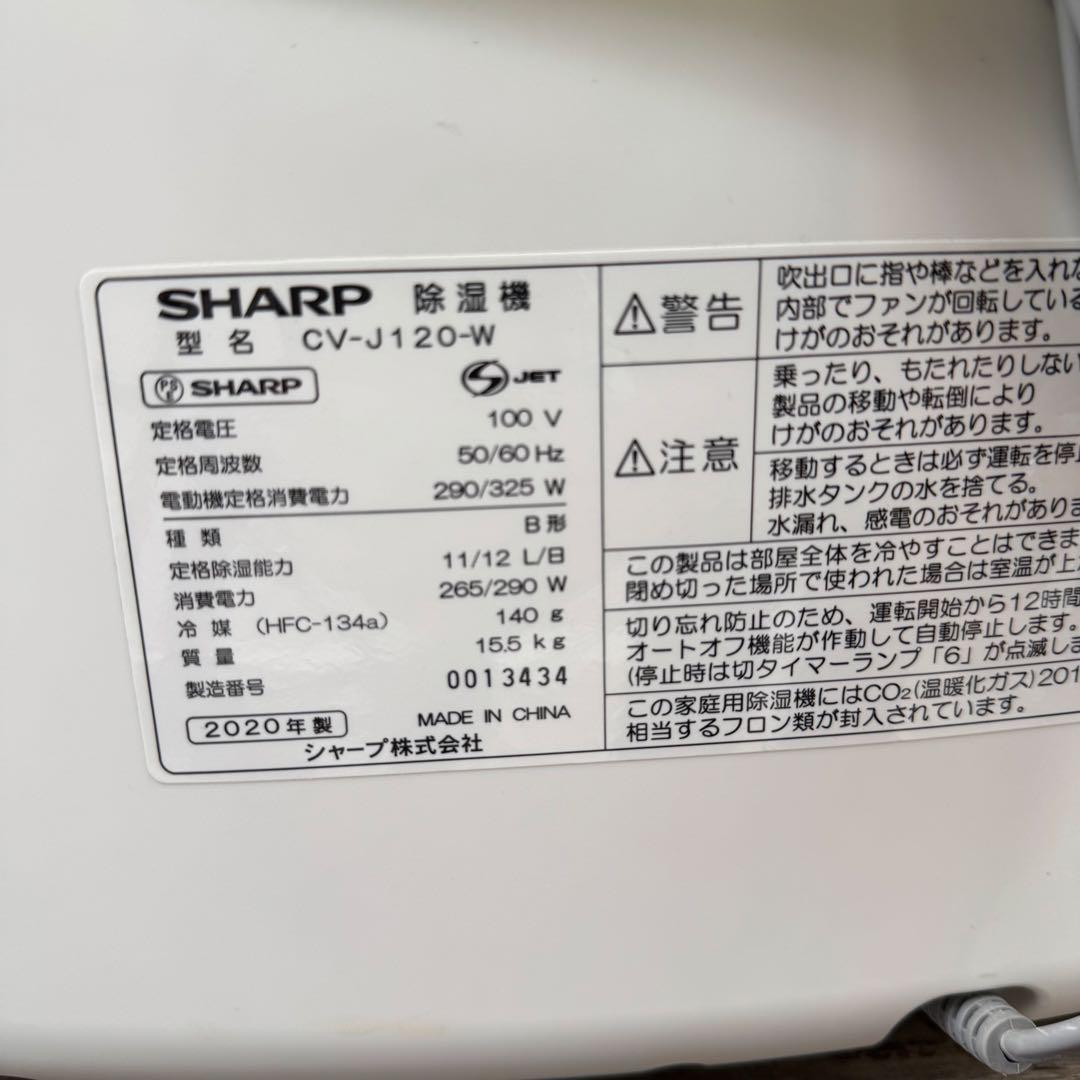 SHARP 除湿機
型名 CV-J120-W
PSE SHARP S JET
定格電圧 100 V
定格周波数 50/60 Hz
電動機定格消費電力 290/325 W
種類 B形
定格除湿能力 11/12 L/日
消費電力 265/290 W
冷媒 (HFC-134a) 140 g
質量 15.5 kg
製造番号 0013434
2020年製 MADE IN CHINA
シャープ株式会社
⚠警告
吹出口に指や棒などを入れな
内部でファンが回転している
けがのおそれがあります。
⚠注意
乗ったり、もたれたりしない
製品の移動や転倒により
けがのおそれがあります。
移動するときは必ず運転を停止
排水タンクの水を捨てる。
水漏れ、感電のおそれがありま
この製品は部屋全体を冷やすことはできま
閉め切った場所で使われた場合は室温が上
切り忘れ防止のため、運転開始から12時間
オートオフ機能が作動して自動停止します。
(停止時は切タイマーランプ「6」が点滅しま
この家庭用除湿機にはCO₂(温暖化ガス)201
相当するフロン類が封入されています。